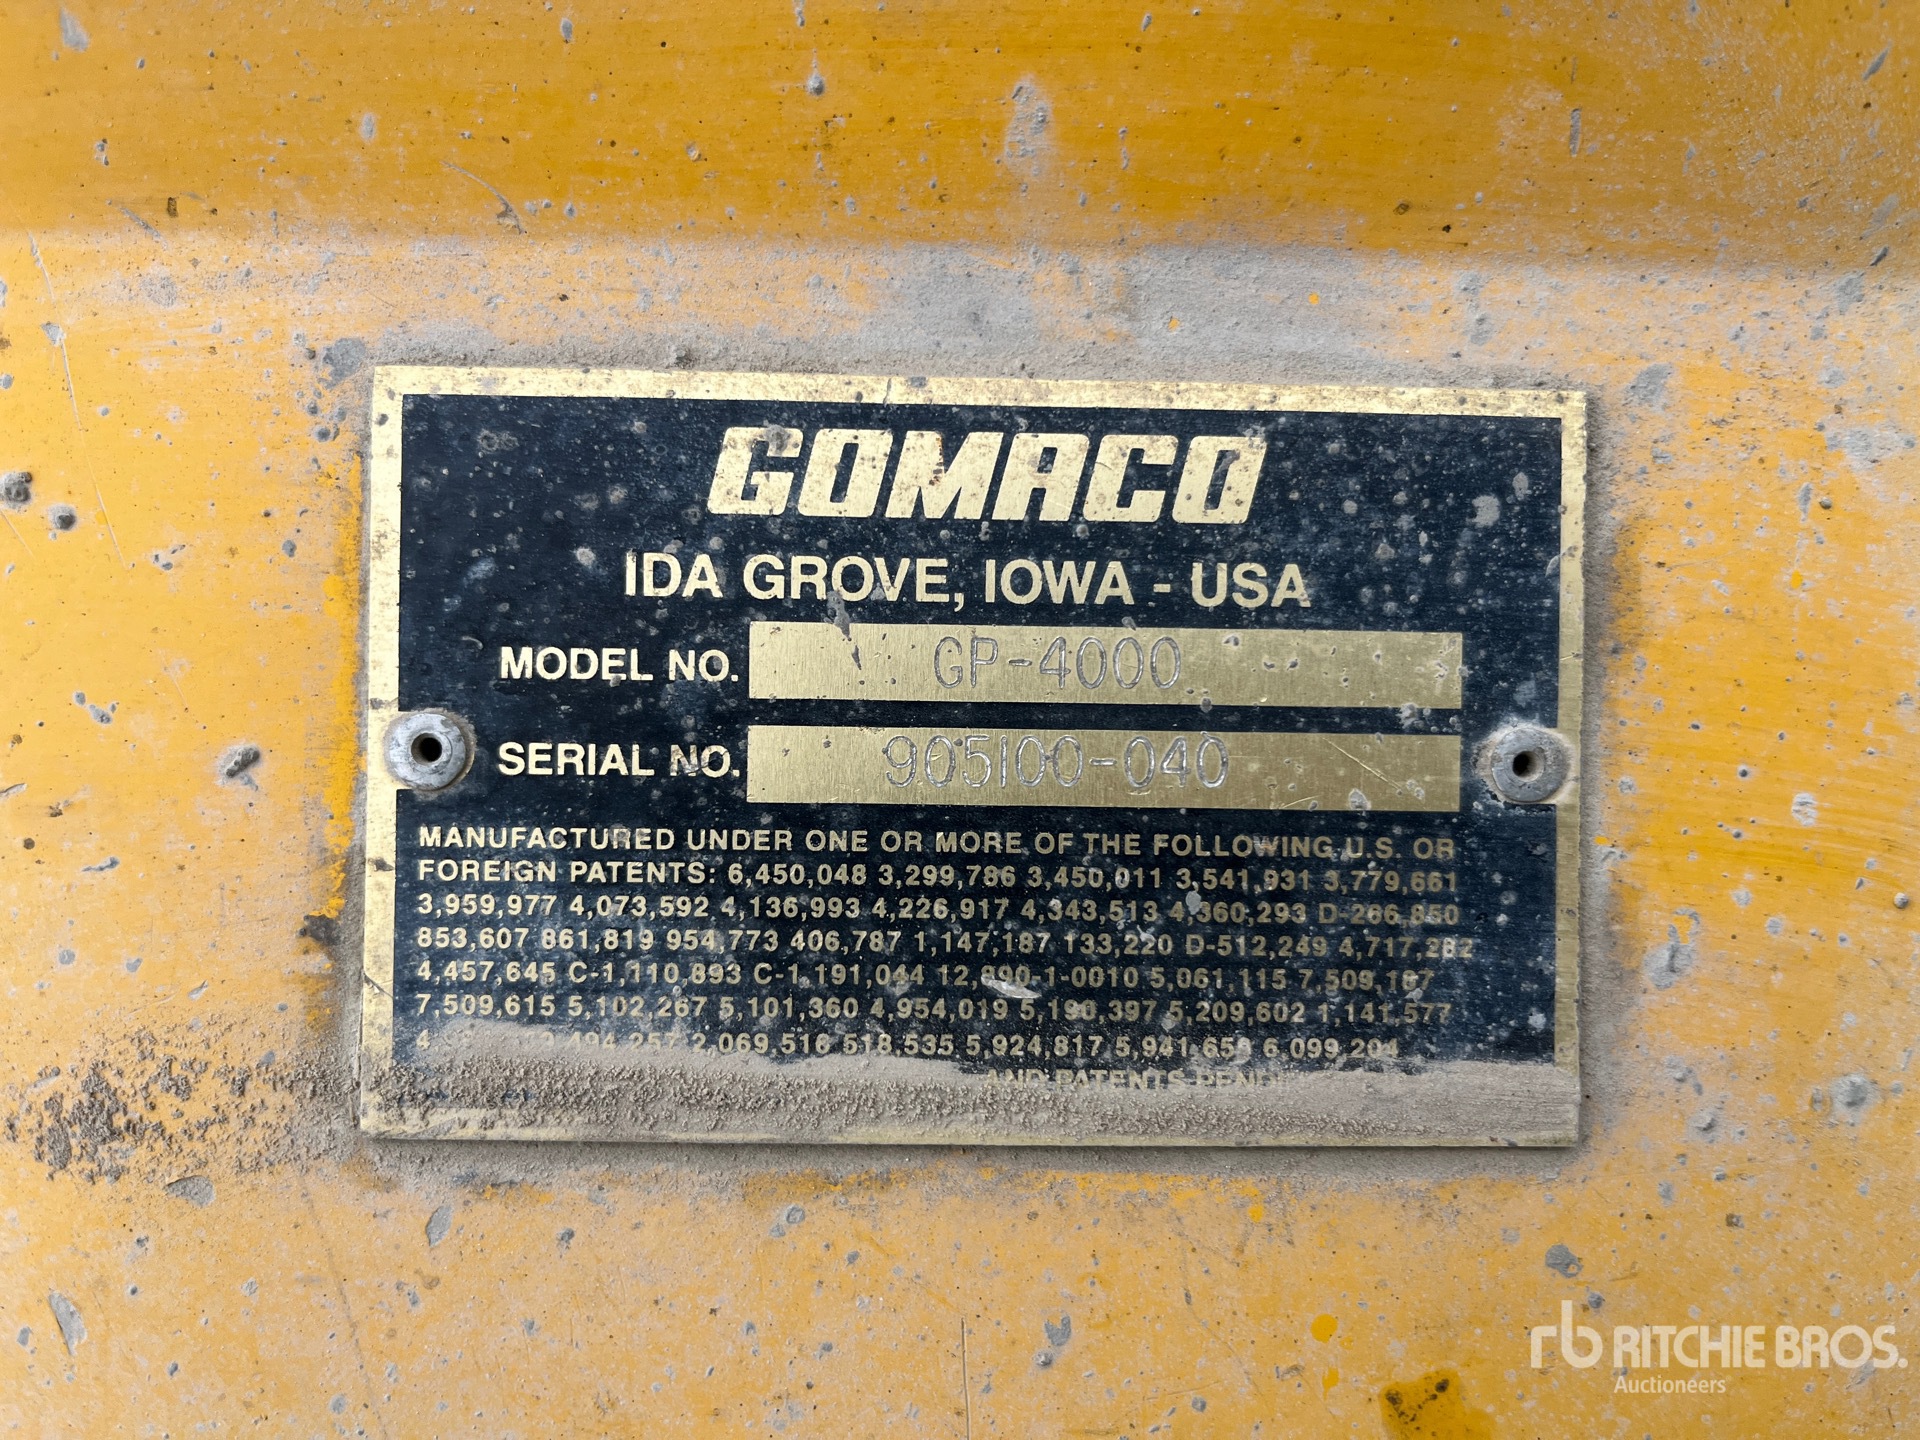 GOMACO
IDA GROVE, IOWA - USA
MODEL NO. GP-4000
SERIAL NO. 905100-040
MANUFACTURED UNDER ONE OR MORE OF THE FOLLOWING U.S. OR
FOREIGN PATENTS: 6,450,048 3,299,786 3,450,011 3,541,931 3,779,661
3,959,977 4,073,592 4,136,993 4,226,917 4,343,513 4,360,293 D-266,850
853,607 861,819 954,773 406,787 1,147,187 133,220 D-512,249 4,717,282
4,457,645 C-1,110,893 C-1,191,044 12,890-1-0010 5,061,115 7,509,187
7,509,615 5,102,267 5,101,360 4,954,019 5,190,397 5,209,602 1,141,577
2,069,516 518,535 5,924,817 5,941,659 6,099,204
AND PATENTS
rb RITCHIE BROS.
Auctioneers